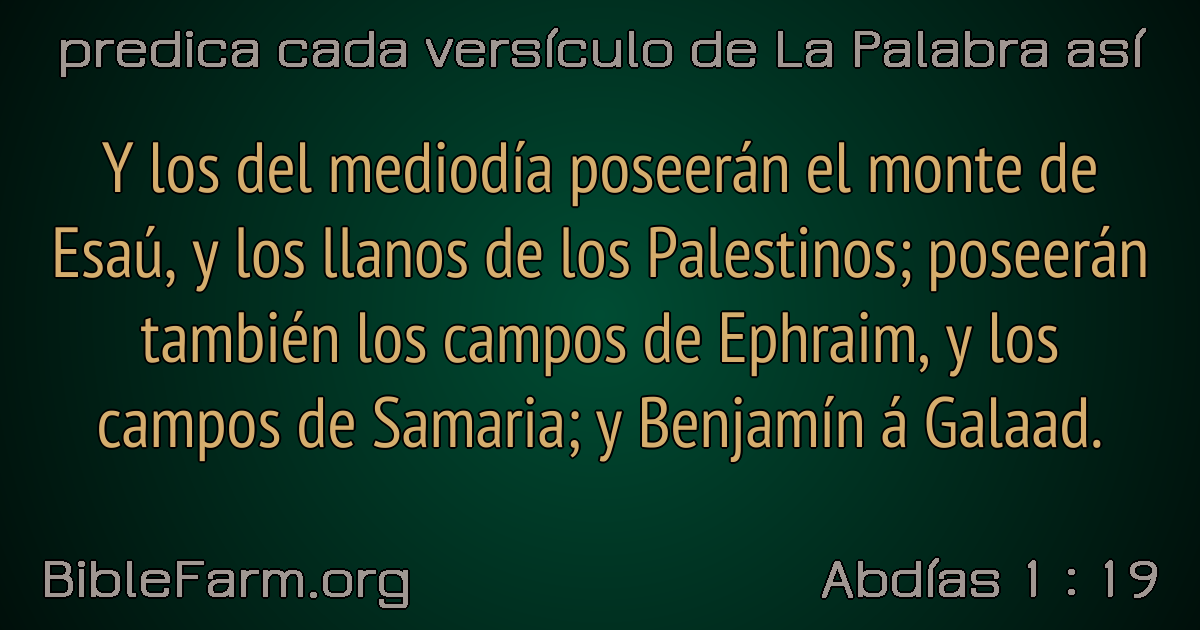 predica cada versículo de La Palabra así
Y los del mediodía poseerán el monte de
Esaú, y los llanos de los Palestinos; poseerán
también los campos de Ephraim, y los
campos de Samaria; y Benjamín á Galaad.
BibleFarm.org
Abdías 1 : 19